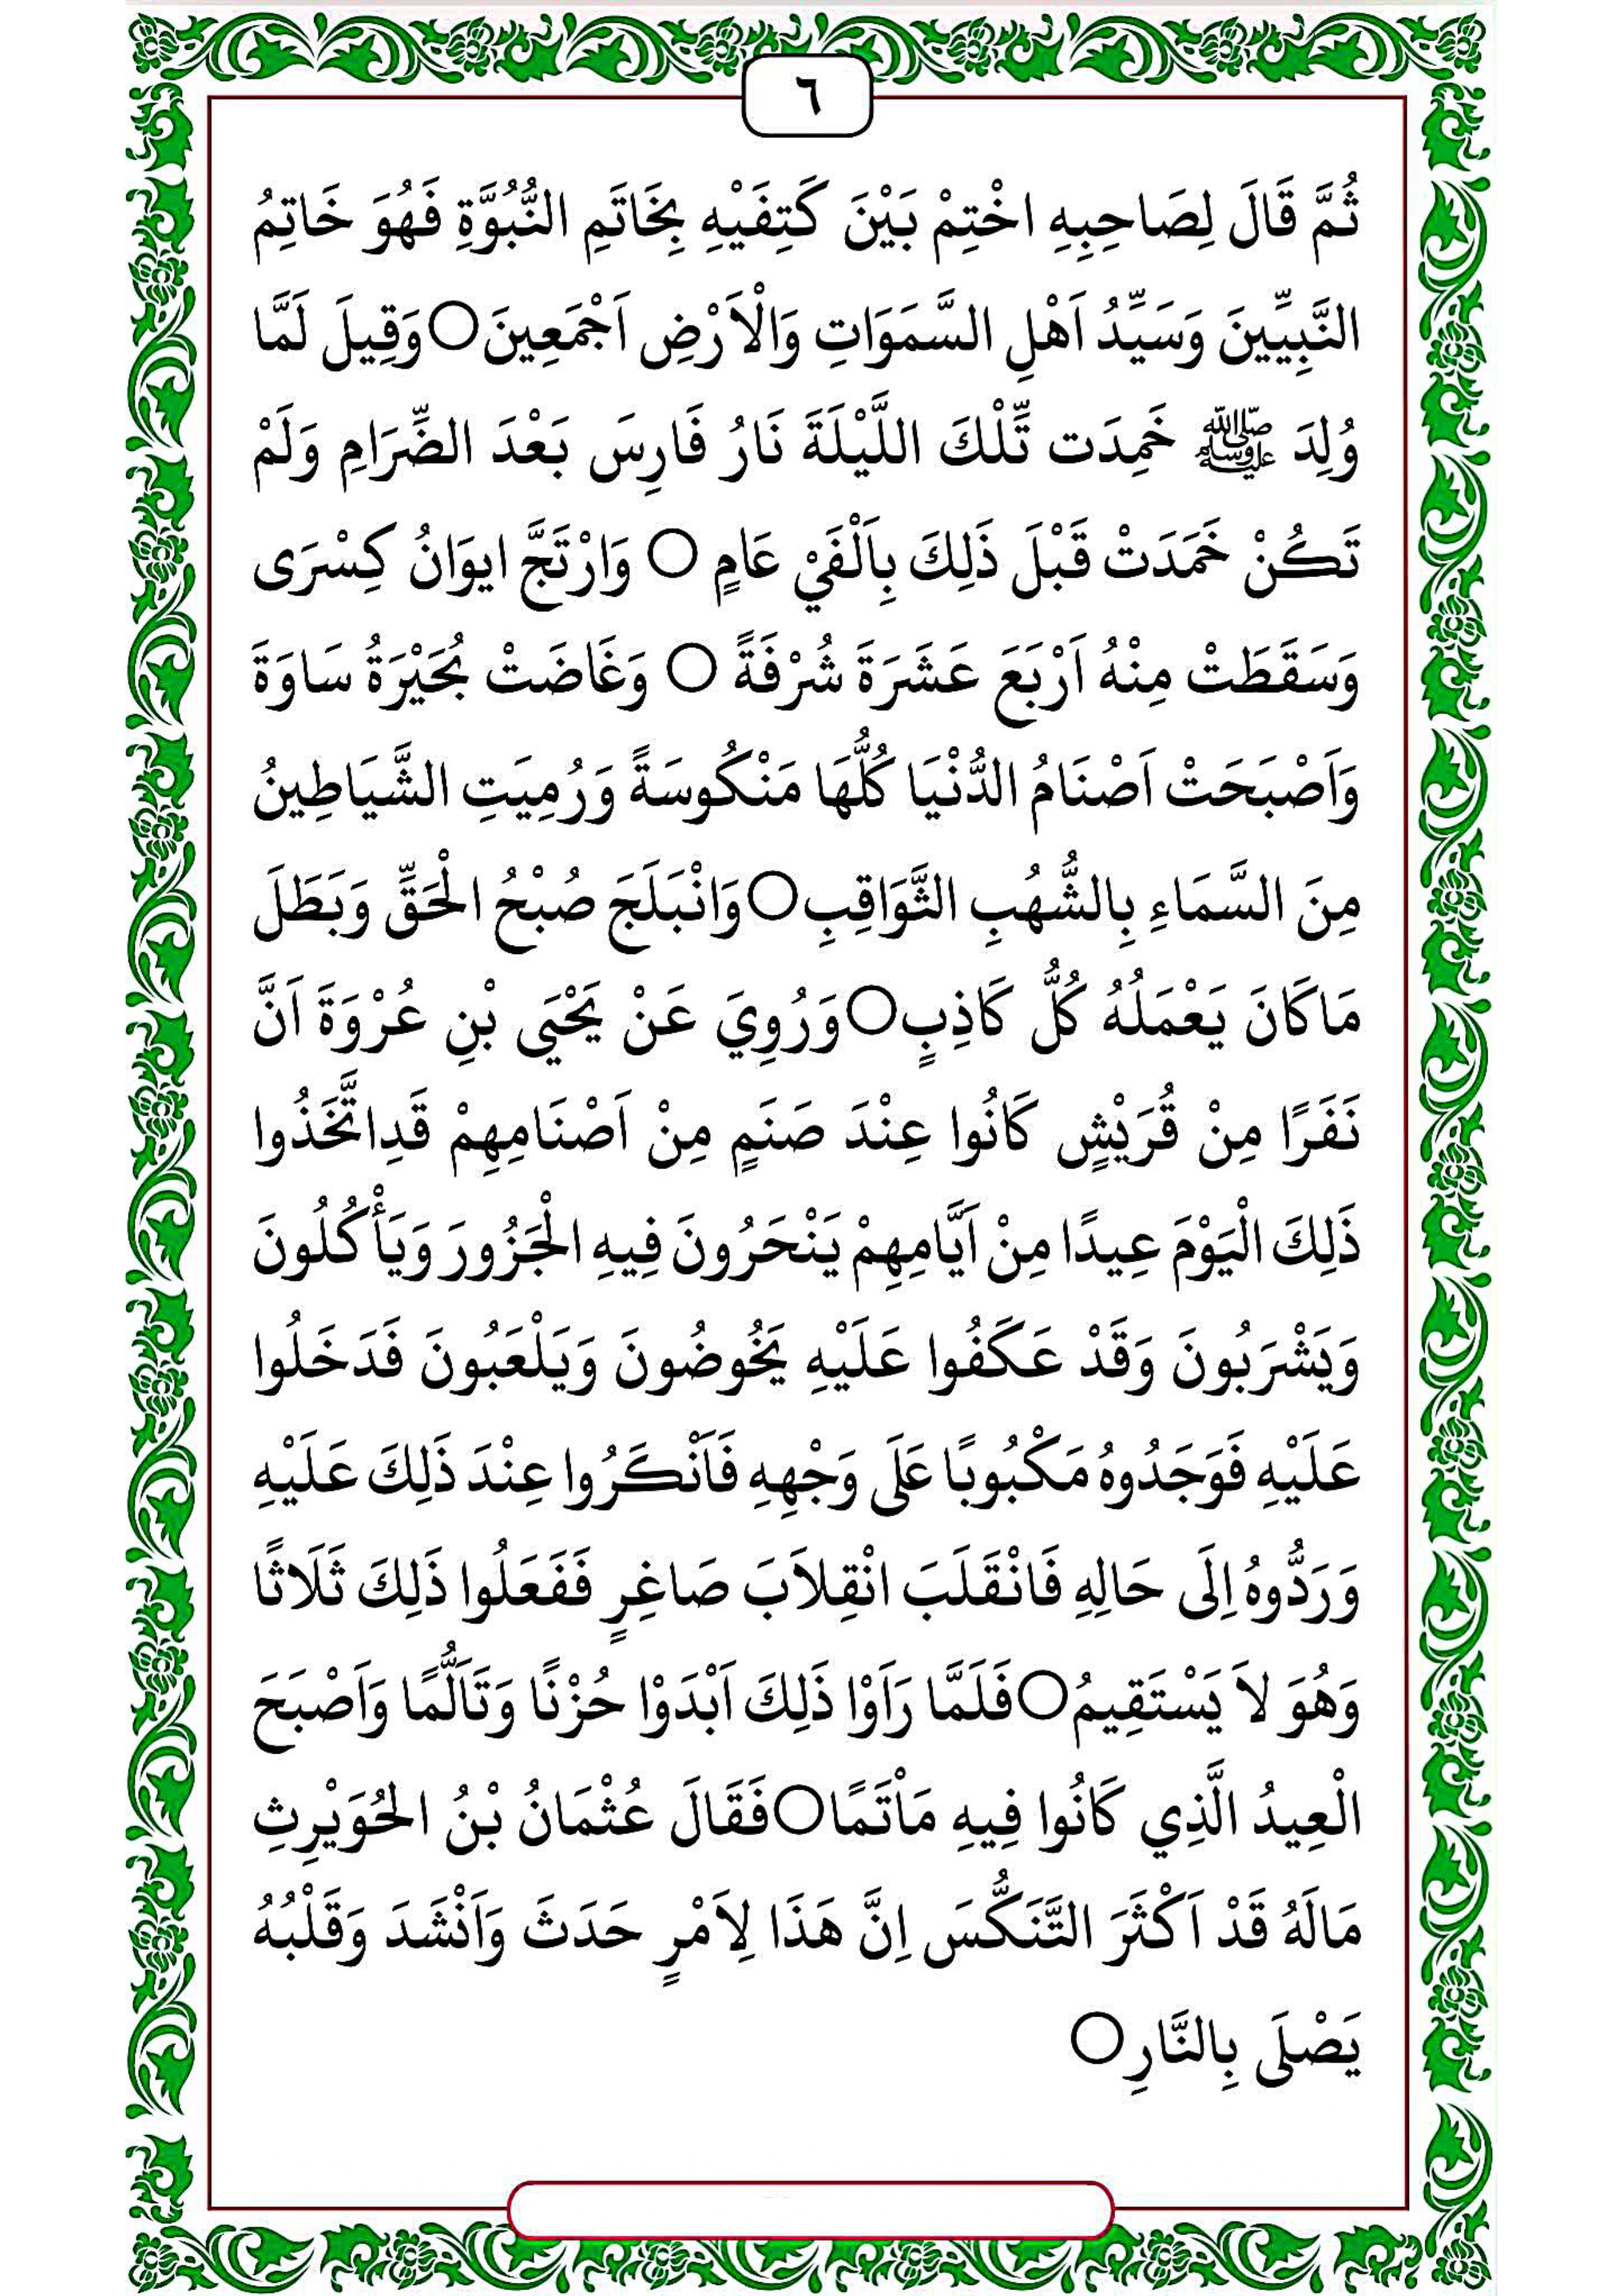 ٦
ثُمَّ قَالَ لِصَاحِبِهِ اخْتِمْ بَيْنَ كَتِفَيْهِ بِخَاتَمِ النُّبُوَّةِ فَهُوَ خَاتِمُ
النَّبِيِّينَ وَسَيِّدُ اَهْلِ السَّمَوَاتِ وَالْاَرْضِ اَجْمَعِينَ○وَقِيلَ لَمَّا
وُلِدَ ﷺ خَمِدَت تِّلْكَ اللَّيْلَةَ نَارُ فَارِسَ بَعْدَ الضِّرَامِ وَلَمْ
تَكُنْ خَمَدَتْ قَبْلَ ذَلِكَ بِاَلْفَيْ عَامٍ ○ وَارْتَجَّ ايوَانُ كِسْرَى
وَسَقَطَتْ مِنْهُ اَرْبَعَ عَشَرَةَ شُرْفَةً ○ وَغَاضَتْ بُحَيْرَةُ سَاوَةَ
وَاَصْبَحَتْ اَصْنَامُ الدُّنْيَا كُلُّهَا مَنْكُوسَةً وَرُمِيَتِ الشَّيَاطِينُ
مِنَ السَّمَاءِ بِالشُّهُبِ الثَّوَاقِبِ○وَانْبَلَجَ صُبْحُ الْحَقِّ وَبَطَلَ
مَاكَانَ يَعْمَلُهُ كُلُّ كَاذِبٍ○وَرُوِيَ عَنْ يَحْيَي بْنِ عُرْوَةَ اَنَّ
نَفَرًا مِنْ قُرَيْشٍ كَانُوا عِنْدَ صَنَمٍ مِنْ اَصْنَامِهِمْ قَدِاتَّخَذُوا
ذَلِكَ الْيَوْمَ عِيدًا مِنْ اَيَّامِهِمْ يَنْحَرُونَ فِيهِ الْجَزُورَ وَيَأْكُلُونَ
وَيَشْرَبُونَ وَقَدْ عَكَفُوا عَلَيْهِ يَخُوضُونَ وَيَلْعَبُونَ فَدَخَلُوا
عَلَيْهِ فَوَجَدُوهُ مَكْبُوبًا عَلَى وَجْهِهِ فَاَنْكَرُوا عِنْدَ ذَلِكَ عَلَيْهِ
وَرَدُّوهُ اِلَى حَالِهِ فَانْقَلَبَ انْقِلاَبَ صَاغِرٍ فَفَعَلُوا ذَلِكَ ثَلَاثًا
وَهُوَ لاَ يَسْتَقِيمُ○فَلَمَّا رَاَوْا ذَلِكَ اَبْدَوْا حُزْنًا وَتَاَلُّمًا وَاَصْبَحَ
الْعِيدُ الَّذِي كَانُوا فِيهِ مَاْتَمًا○فَقَالَ عُثْمَانُ بْنُ الْحُوَيْرِثِ
مَالَهُ قَدْ اَكْثَرَ التَّنَكُّسَ اِنَّ هَذَا لِاَمْرٍ حَدَثَ وَاَنْشَدَ وَقَلْبُهُ
يَصْلَى بِالنَّارِ○